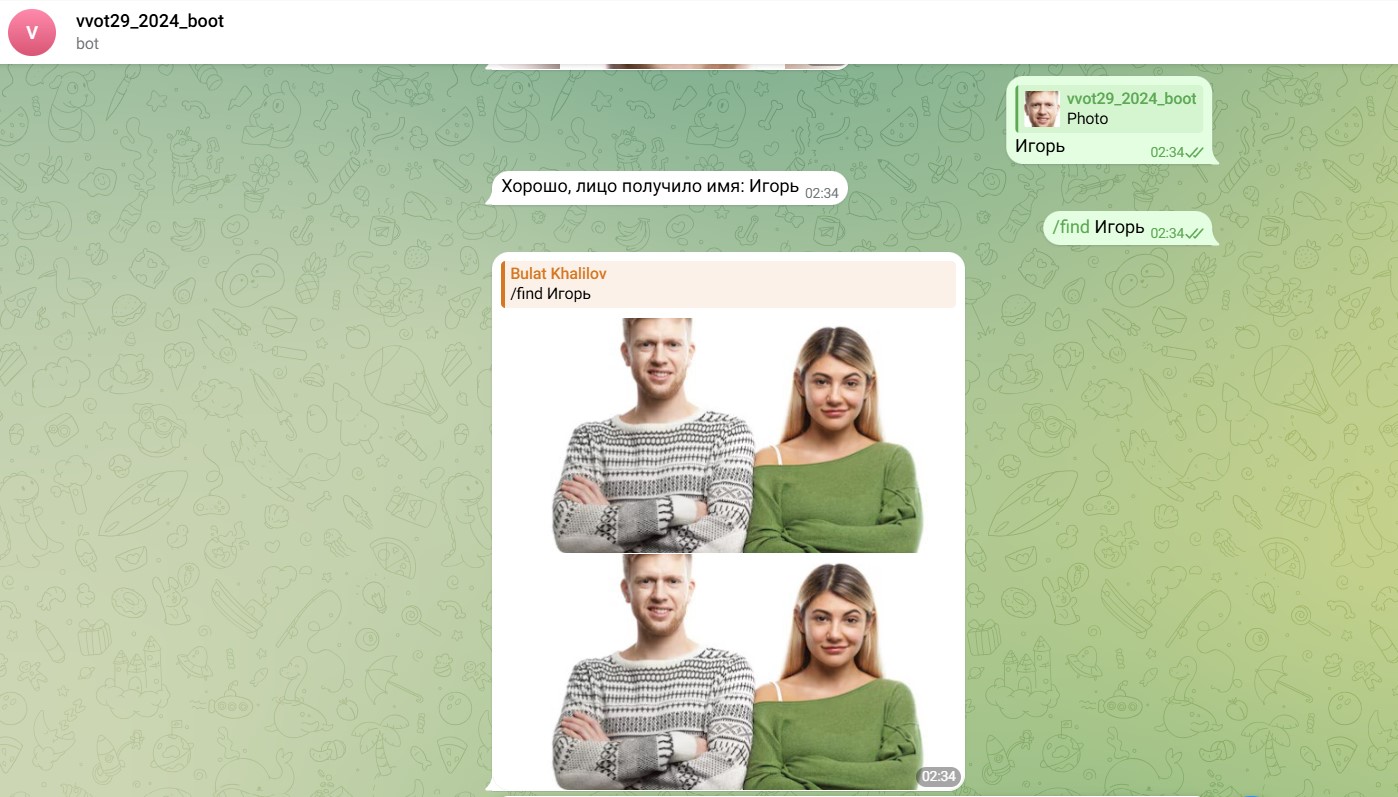 V
vvot29_2024_boot
bot
vvot29_2024_boot
Photo
Игорь
02:34
Хорошо, лицо получило имя: Игорь 02:34
/find Игорь 02:34
Bulat Khalilov
/find Игорь
02:34